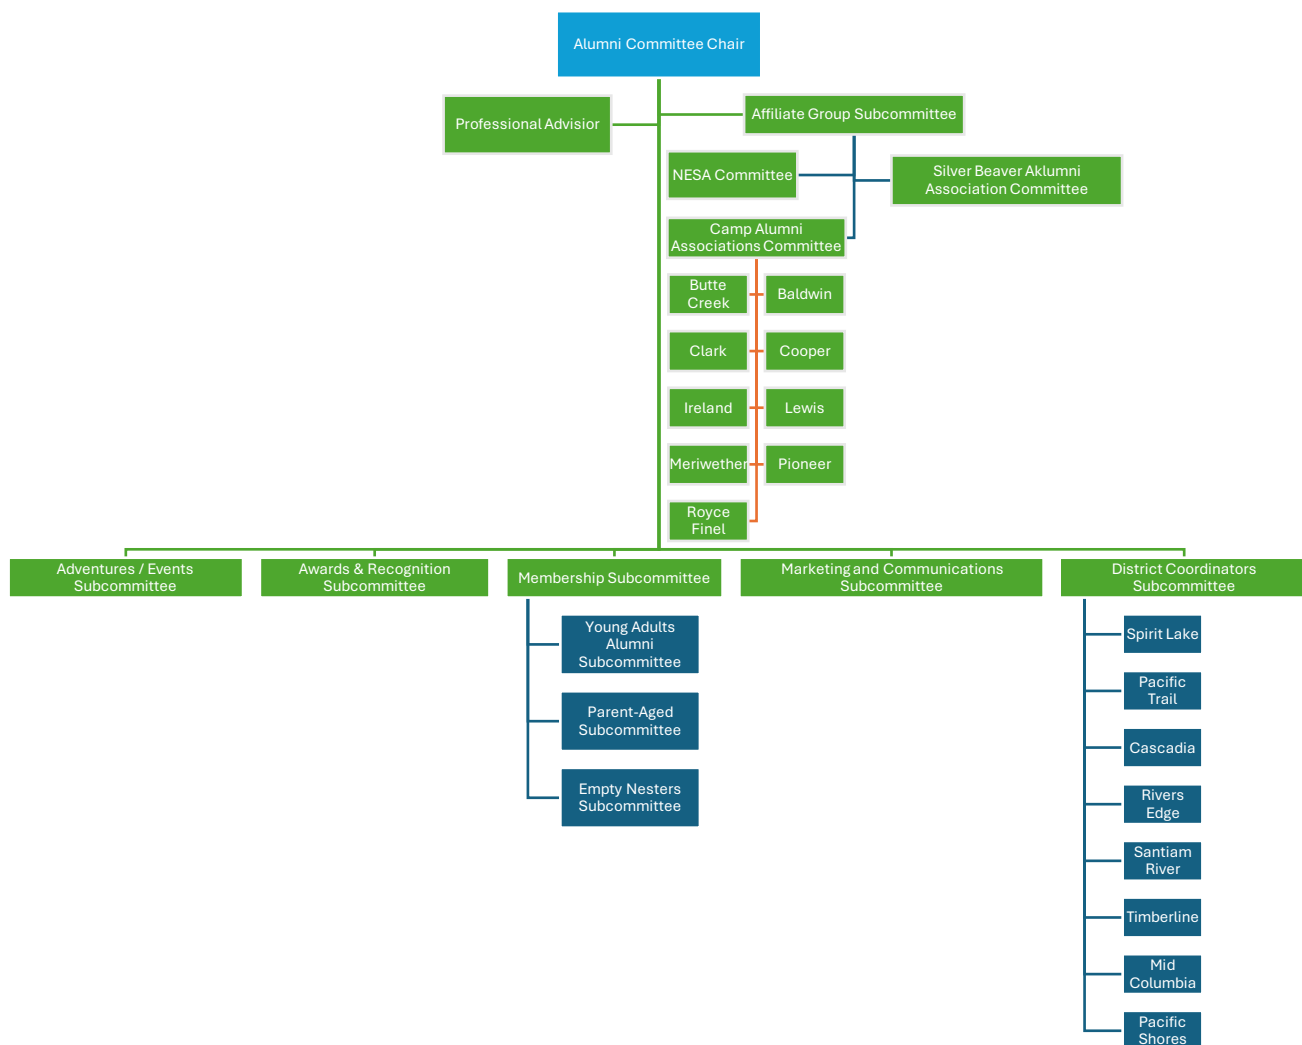 Alumni Committee Chair
Professional Advisior
Affiliate Group Subcommittee
NESA Committee
Silver Beaver Aklumni
Association Committee
Camp Alumni
Associations Committee
Butte
Creek
Baldwin
Clark
Cooper
Ireland
Lewis
Meriwether
Pioneer
Royce
Finel
Adventures / Events
Subcommittee
Awards & Recognition
Subcommittee
Membership Subcommittee
Marketing and Communications
Subcommittee
District Coordinators
Subcommittee
Young Adults
Alumni
Subcommittee
Parent-Aged
Subcommittee
Empty Nesters
Subcommittee
Spirit Lake
Pacific
Trail
Cascadia
Rivers
Edge
Santiam
River
Timberline
Mid
Columbia
Pacific
Shores